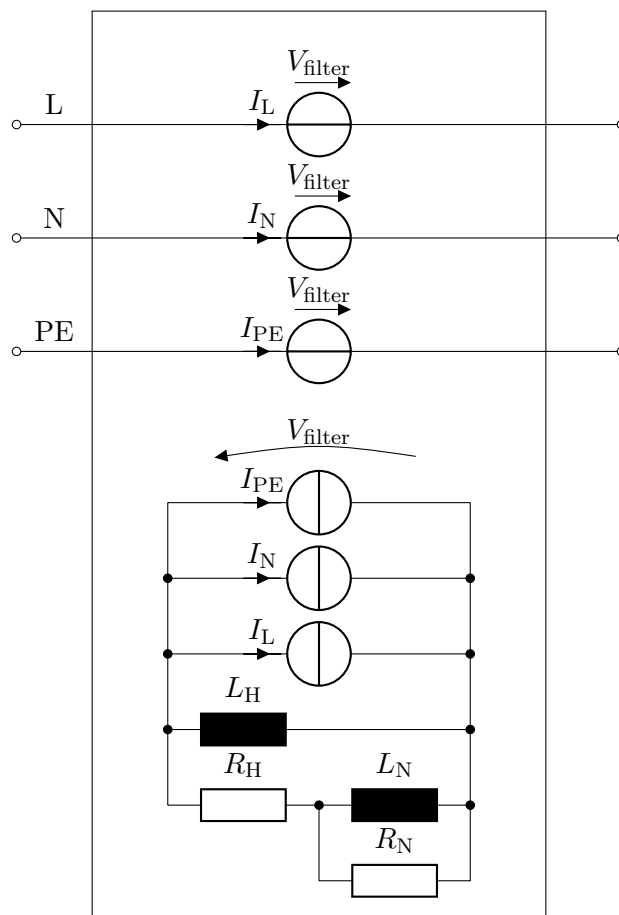 V_filter
L I_L
V_filter
N I_N
V_filter
PE I_PE
V_filter
I_PE
I_N
I_L
L_H
R_H L_N
R_N